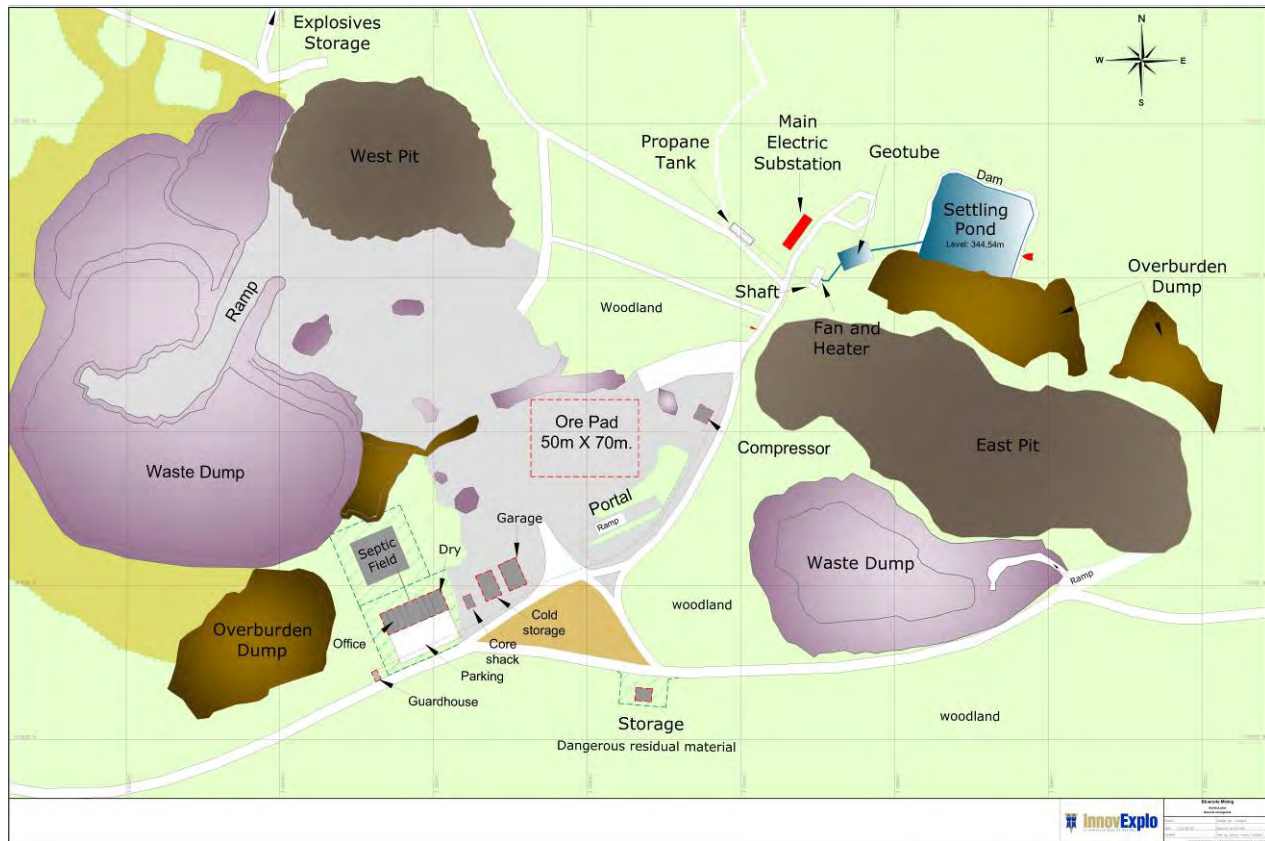 Explosives
Storage
N
W
E
S
West Pit
Propane
Tank
Main
Electric
Substation
Geotube
Dam
Settling
Pond
Level: 344,54m
Overburden
Dump
Ramp
Woodland
Shaft
Fan and
Heater
Ore Pad
50m X 70m.
Compressor
East Pit
Waste Dump
Portal
Ramp
Garage
Septic
Field
Dry
Waste Dump
Ramp
woodland
Overburden
Dump
Office
Cold
storage
Core
shack
Parking
Guardhouse
Storage
Dangerous residual material
woodland
InnovExplo